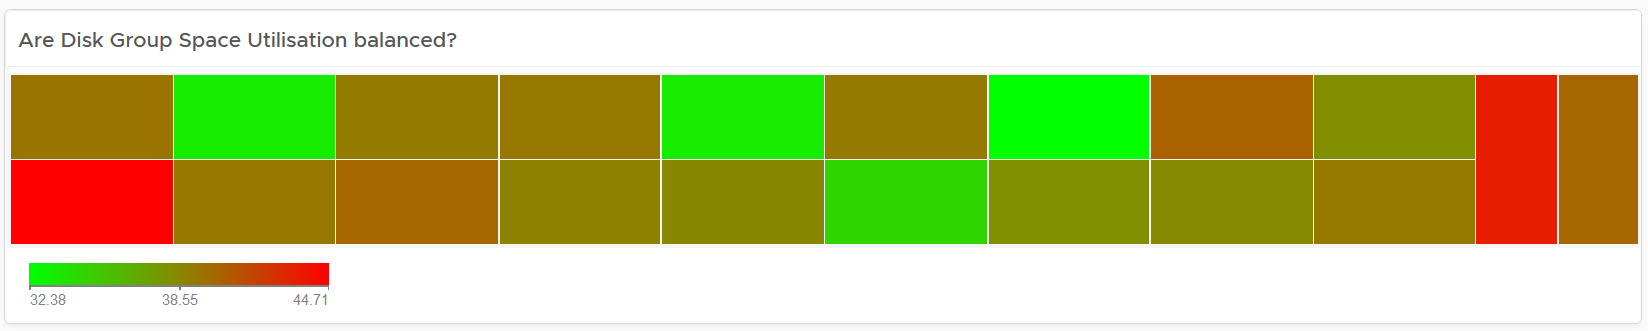 Are Disk Group Space Utilisation balanced?
32.38 38.55 44.71